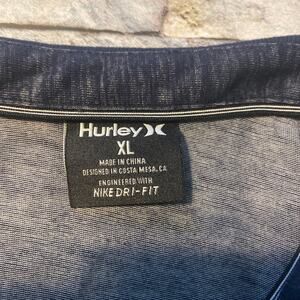 Hurley
XL
MADE IN CHINA
DESIGNED IN COSTA MESA, CA
ENGINEERED WITH
NIKE DRI-FIT